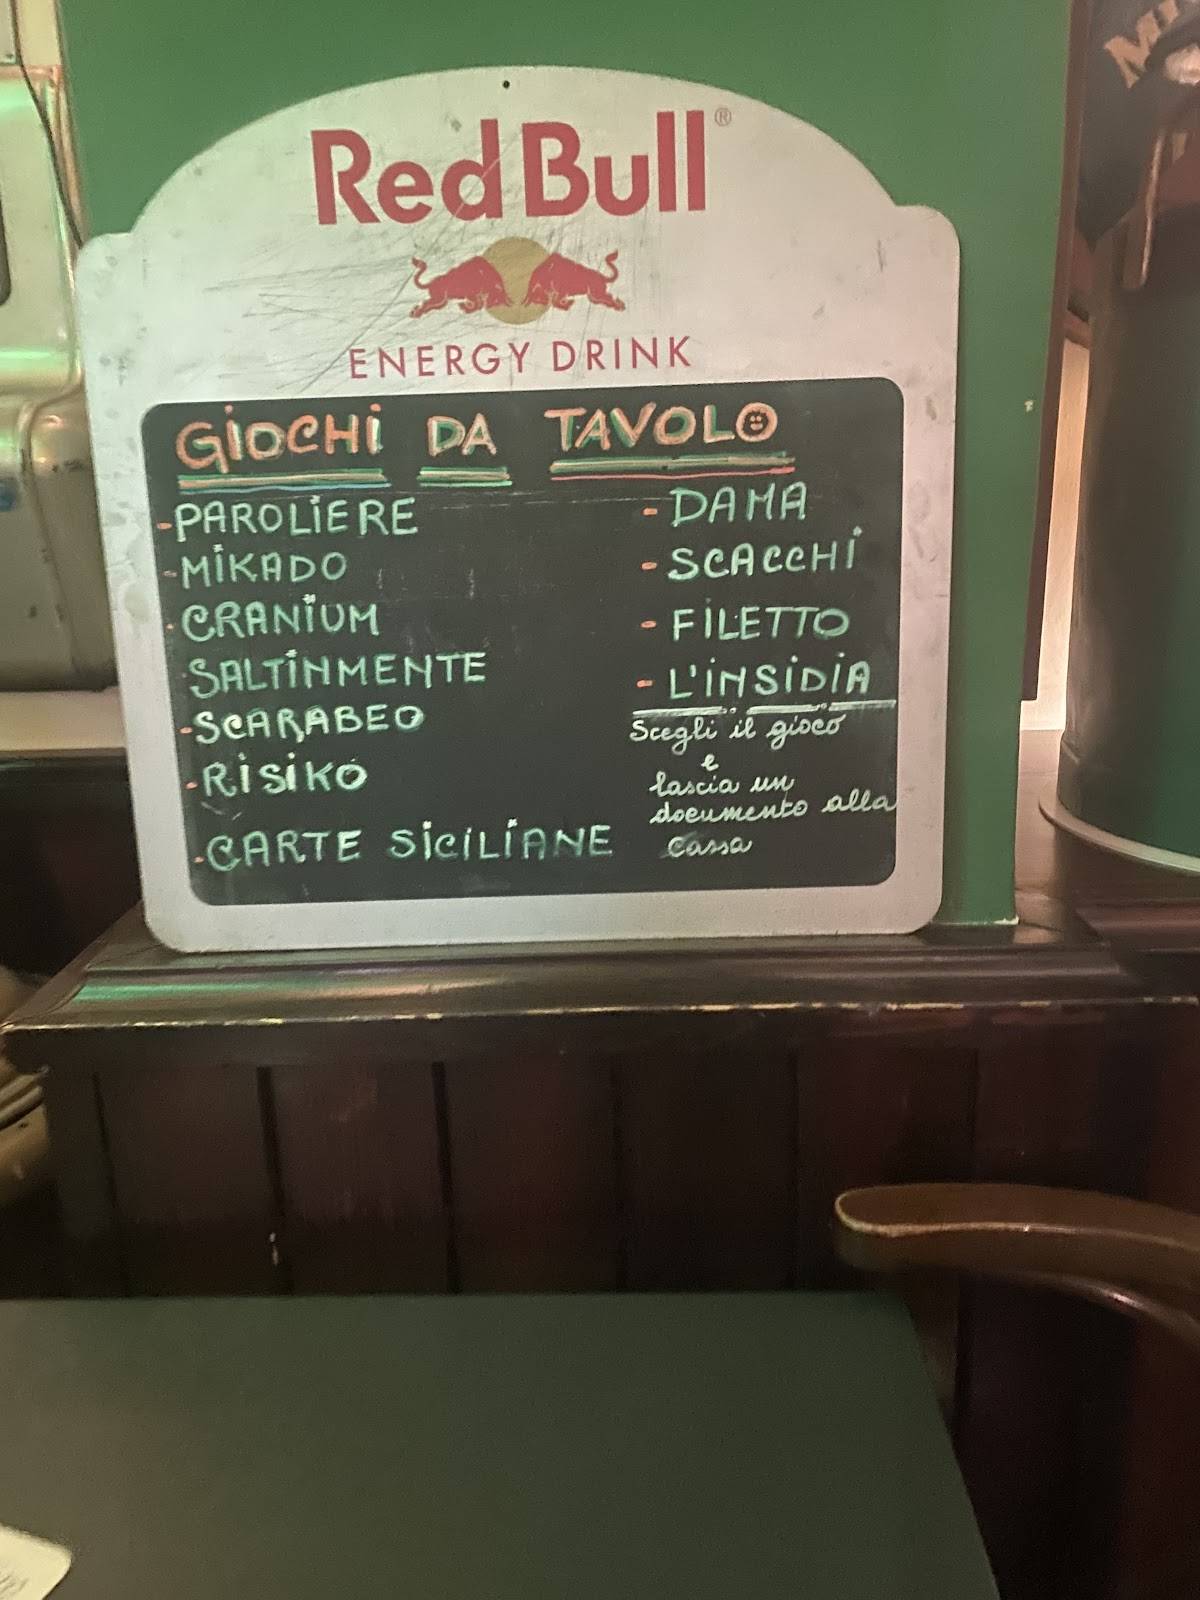 Red Bull®
ENERGY DRINK
GiOCHi DA TAVOLO
-PAROLiERE
-MiKADO
-CRANiUM
-SALTiNMENTE
-SCARABEO
-RiSiKO
-CARTE SiCiLiANE
-DAMA
-SCACCHi
-FiLETTO
-L'iNSiDiA
Scegli il gioco
e
lascia un
documento alla
cassa